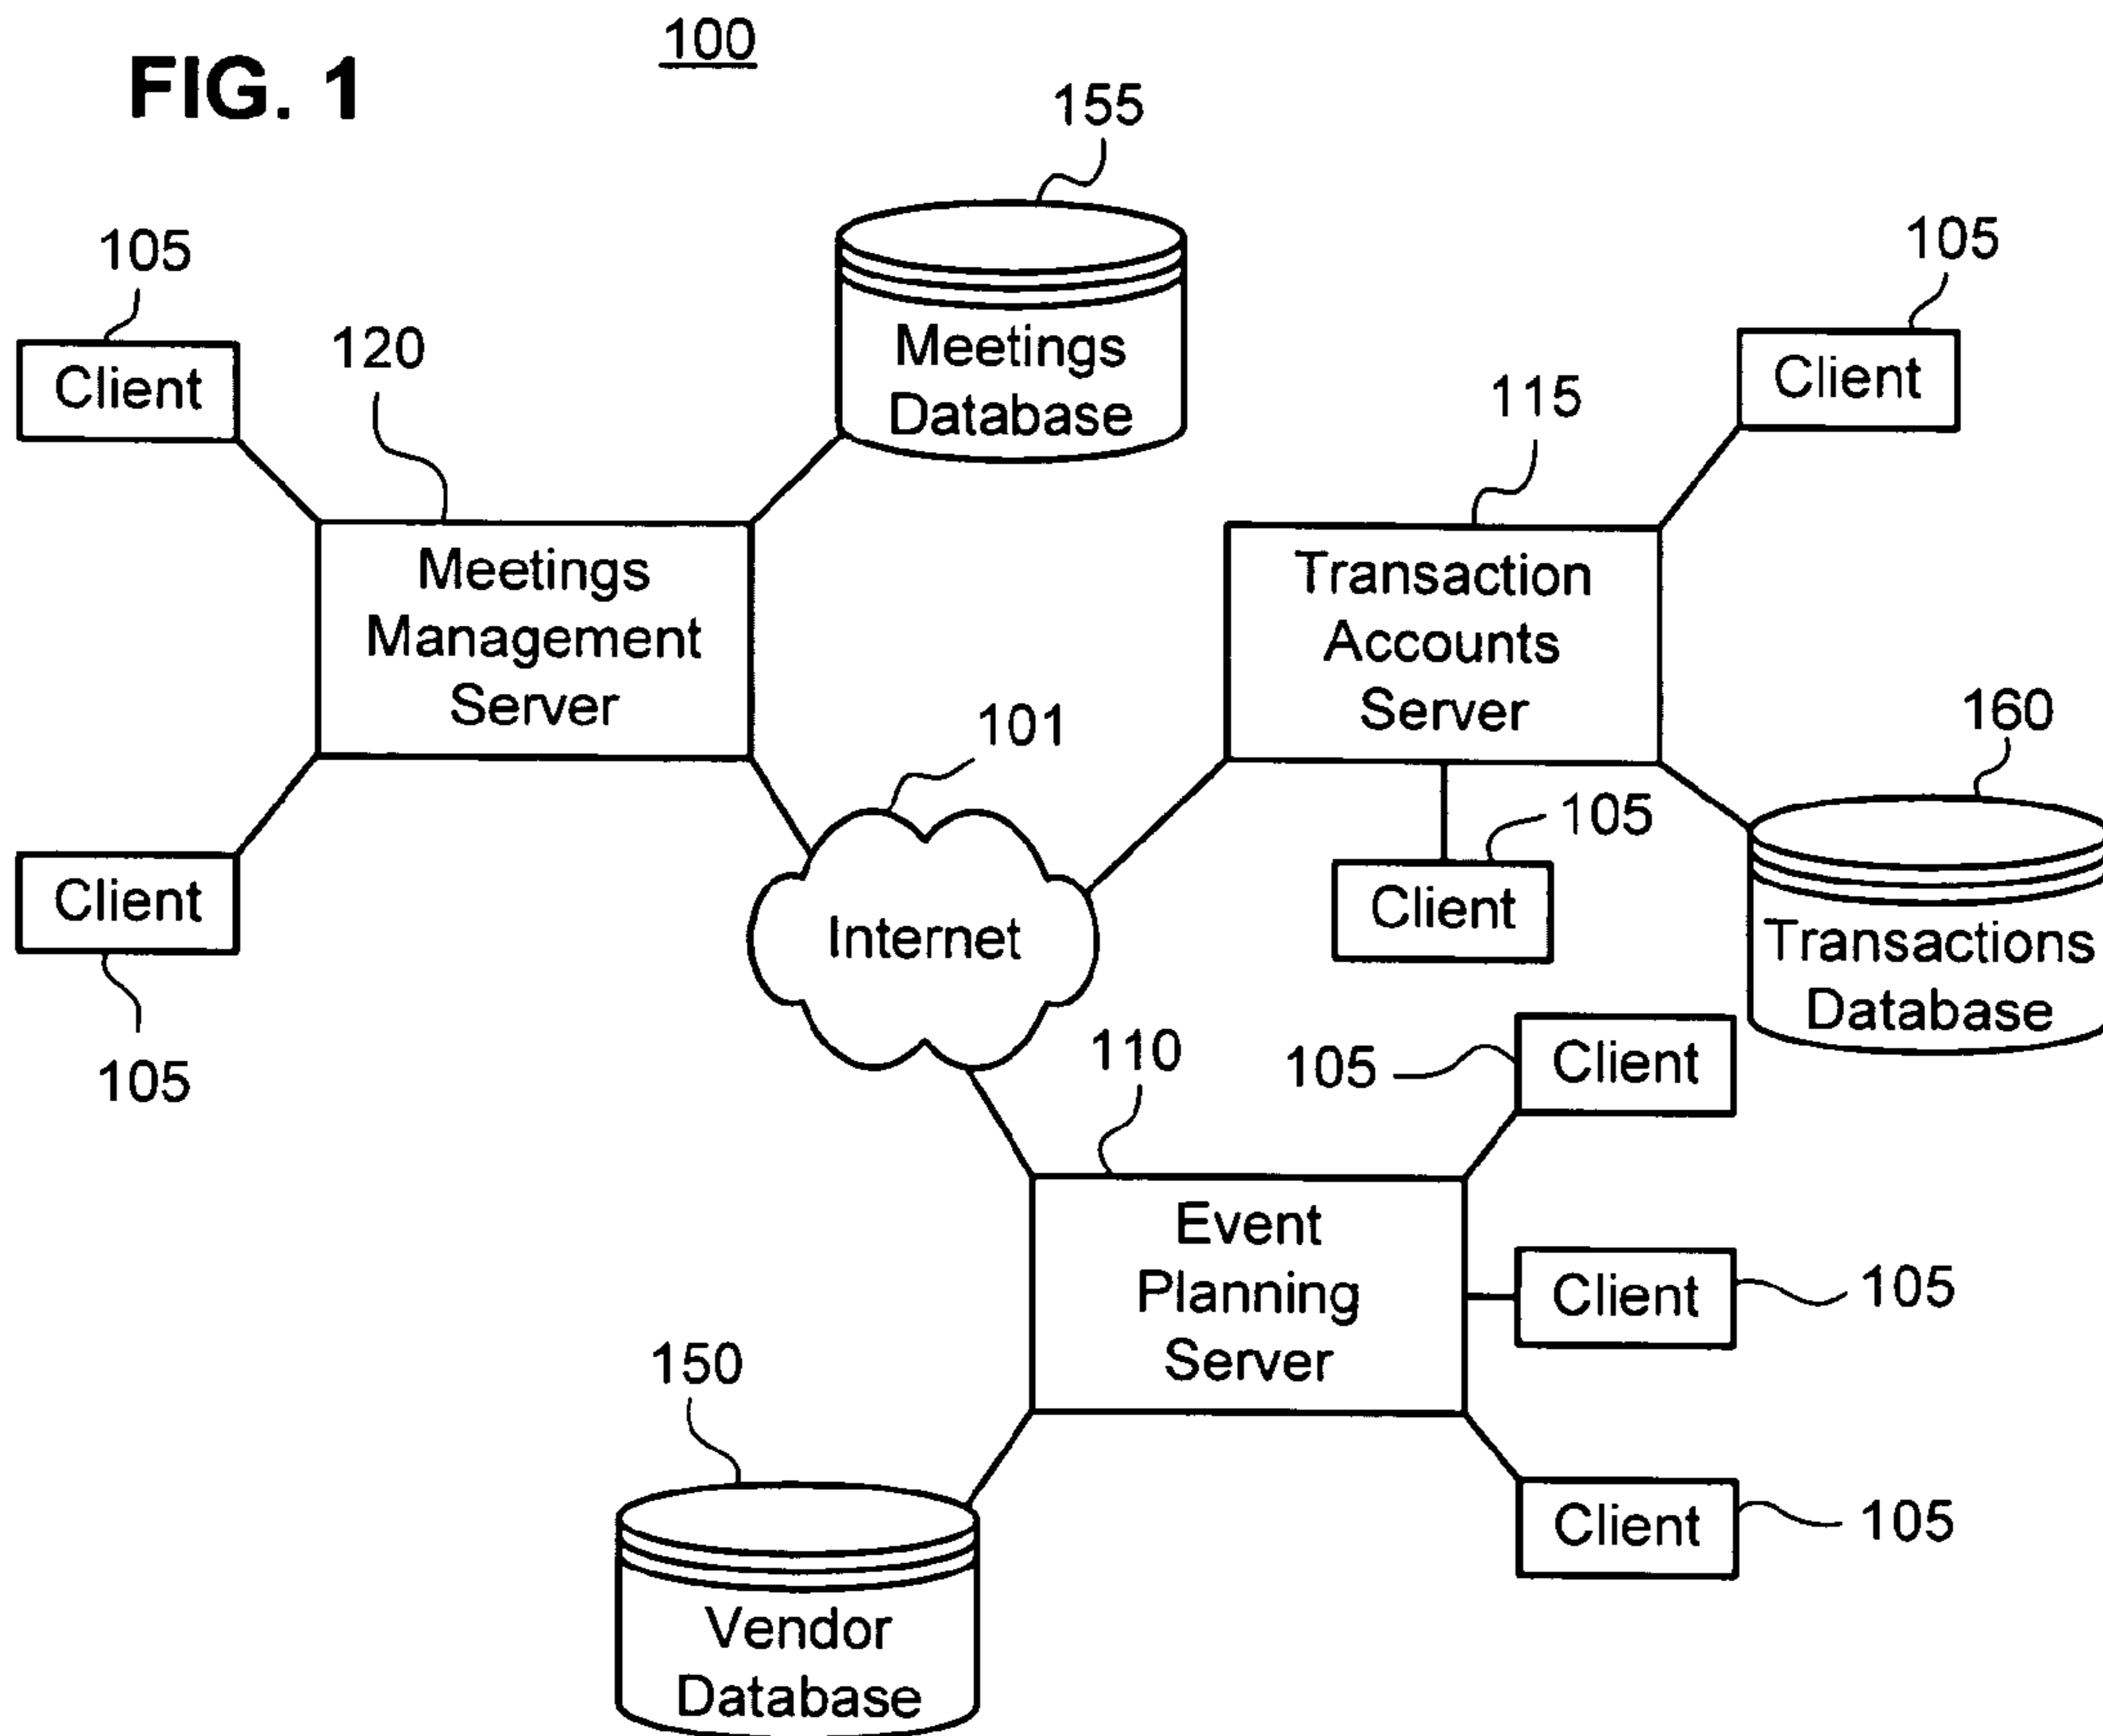 FIG. 1
100
155
105
105
120
Client
Meetings
Database
115
Client
Meetings
Management
Server
Transaction
Accounts
Server
101
160
105
Client
Client
Internet
Transactions
Database
105
110
105
Client
Event
Planning
Server
Client
105
150
Client
105
Vendor
Database